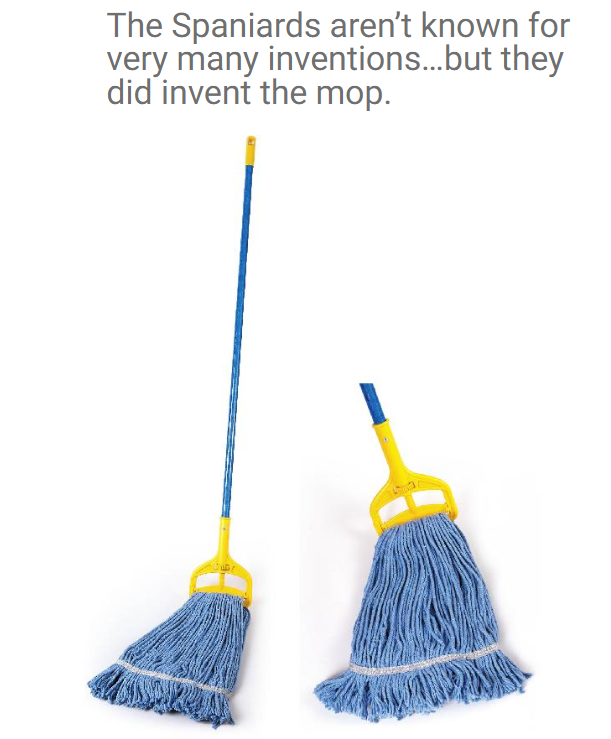 The Spaniards aren’t known for
very many inventions…but they
did invent the mop.